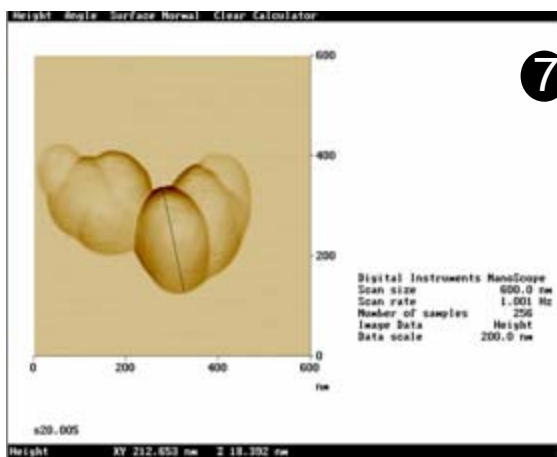 Height Angle Surface Normal Clear Calculator
7
600
400
200
0
0 200 400 600
nm
Digital Instruments NanoScope
Scan size 600.0 nm
Scan rate 1.001 Hz
Number of samples 256
Image Data Height
Data scale 200.0 nm
s20.005
Height XY 212.653 nm Z 18.392 nm